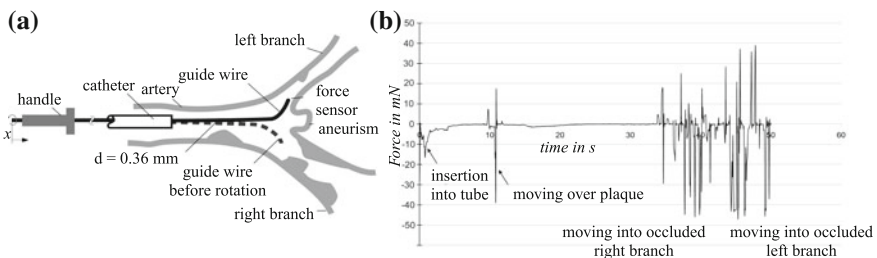 (a)
left branch
guide wire
catheter artery
handle
force
sensor
aneurism
x
d = 0.36 mm
guide wire
before rotation
right branch
(b)
Force in mN
50
40
30
20
10
0
-10
-20
-30
-40
-50
0 10 20 30 40 50 60
time in s
insertion
into tube
moving over plaque
moving into occluded
right branch
moving into occluded
left branch